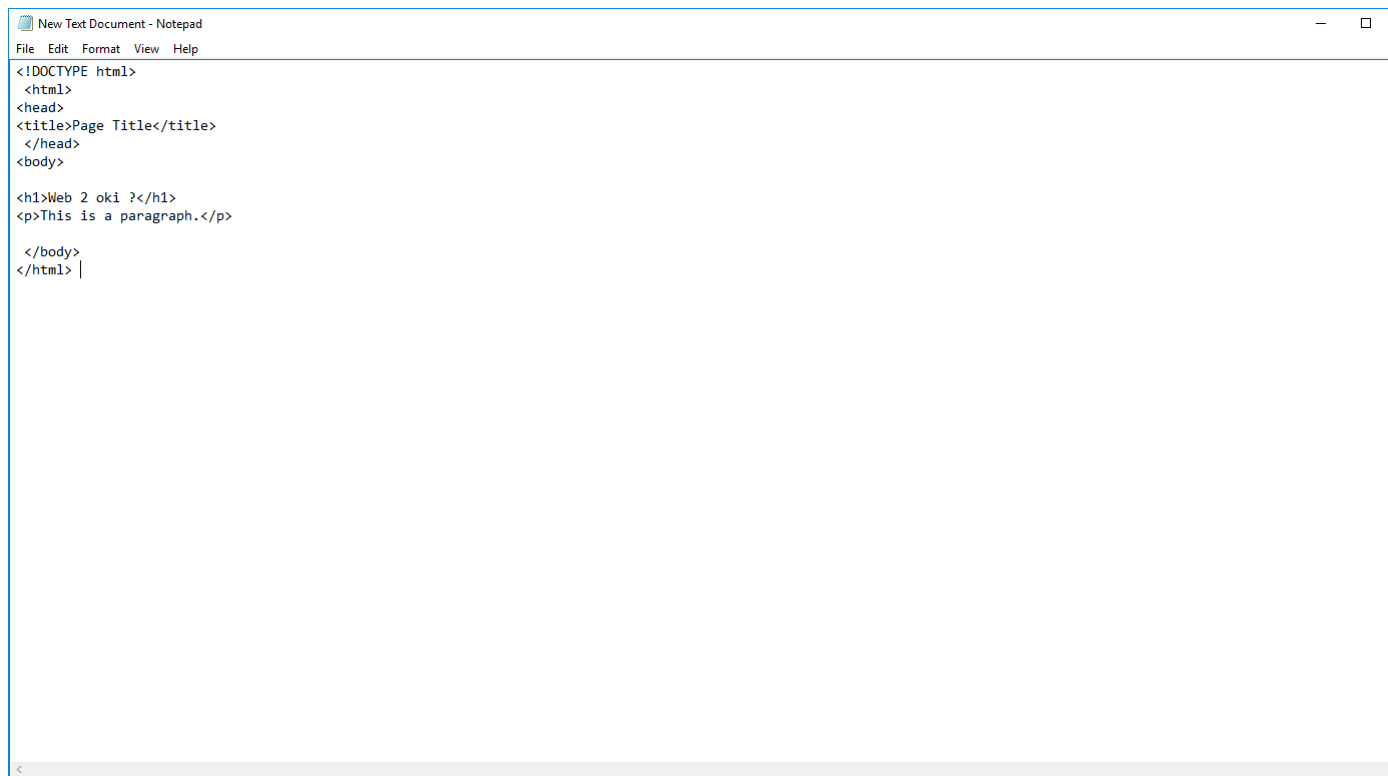 New Text Document - Notepad
File Edit Format View Help
<!DOCTYPE html>
 <html>
<head>
<title>Page Title</title>
 </head>
<body>

<h1>Web 2 oki ?</h1>
<p>This is a paragraph.</p>

 </body>
</html>